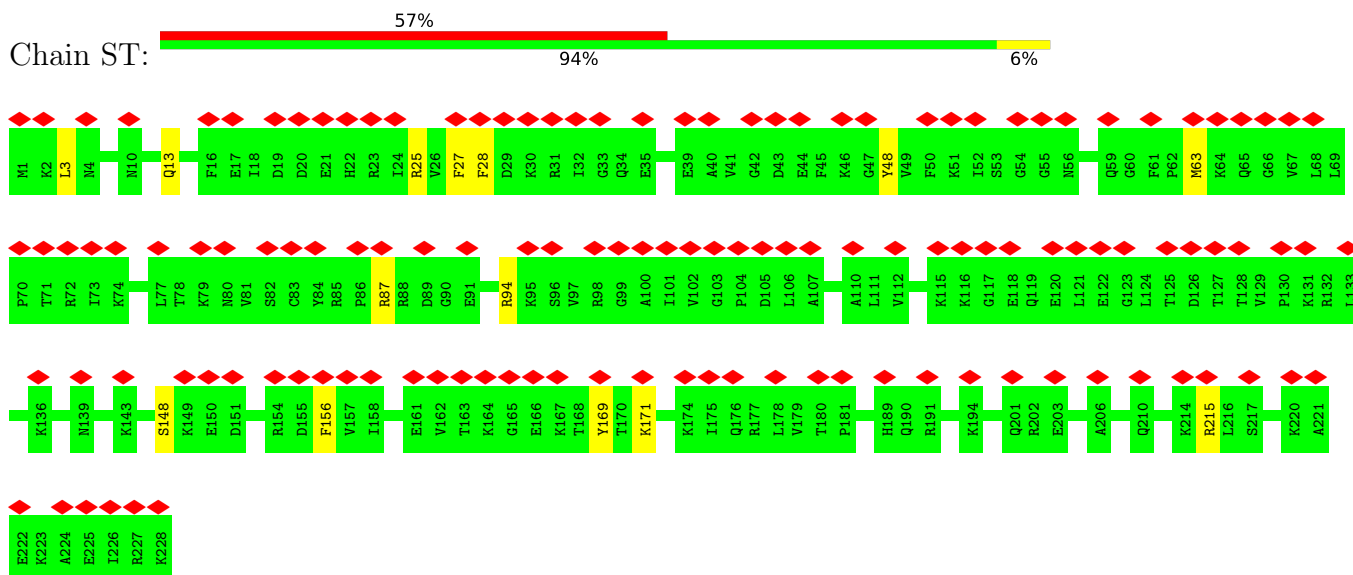 57%
Chain ST:
94% 6%
M1 K2 L3 N4 N10 Q13 F16 E17 I18 D19 D20 E21 H22 R23 I24 R25 V26 F27 F28 D29 K30 R31 I32 G33 Q34 E35 E39 A40 V41 G42 D43 E44 F45 K46 G47 Y48 V49 F50 K51 I52 S53 G54 G55 N56 Q59 G60 F61 P62 M63 K64 Q65 G66 V67 L68 L69
P70 T71 R72 I73 K74 L77 T78 K79 N80 V81 S82 C83 Y84 R85 P86 R87 R88 D89 G90 E91 R94 K95 S96 V97 R98 G99 A100 I101 V102 G103 P104 D105 L106 A107 A110 L111 V112 K115 K116 G117 E118 Q119 E120 L121 E122 G123 L124 T125 D126 T127 T128 V129 P130 K131 R132 L133
K136 N139 K143 S148 K149 E150 D151 R154 D155 F156 V157 I158 E161 V162 T163 K164 G165 E166 K167 T168 Y169 T170 K171 K174 I175 Q176 R177 L178 V179 T180 P181 H189 Q190 R191 K194 Q201 R202 E203 A206 Q210 K214 R215 L216 S217 K220 A221
E222 K223 A224 E225 I226 R227 K228